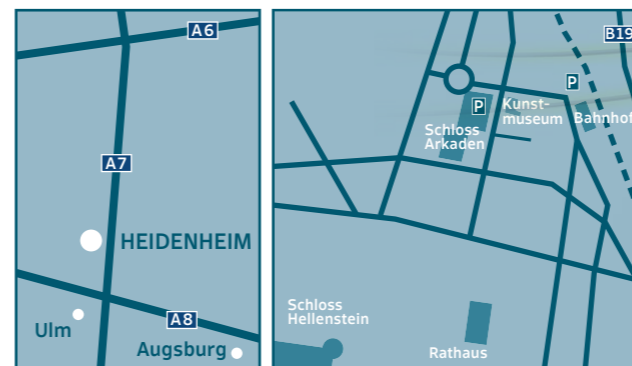 A6
A7
HEIDENHEIM
A8
Ulm
Augsburg
B19
P
P
Kunst-
museum
Bahnhof
Schloss
Arkaden
Schloss
Hellenstein
Rathaus